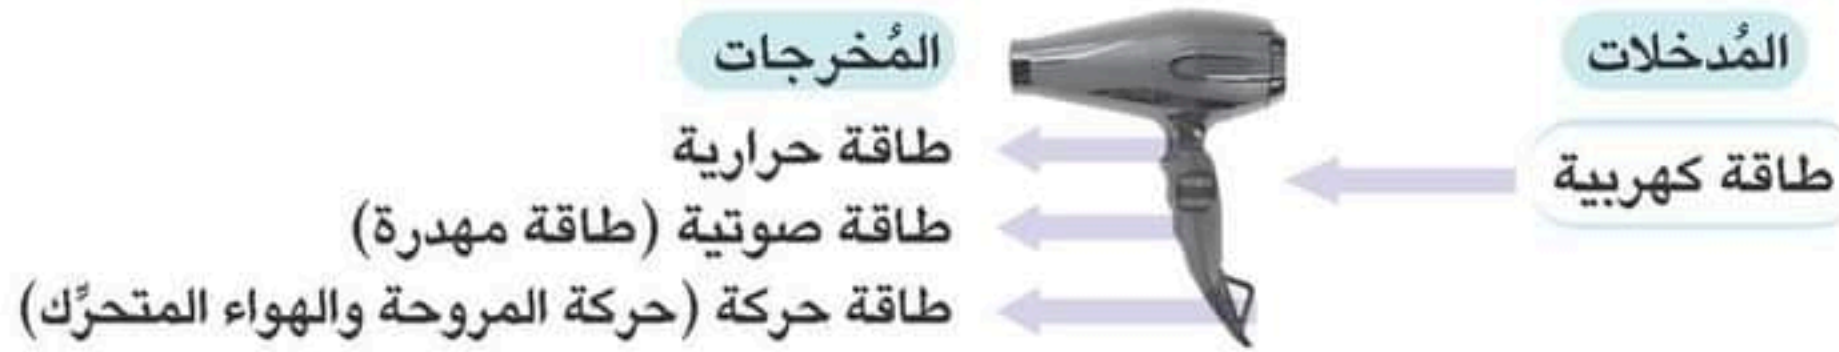 المُدخلات
طاقة كهربية
المُخرجات
طاقة حرارية
طاقة صوتية (طاقة مهدرة)
طاقة حركة (حركة المروحة والهواء المتحرِّك)